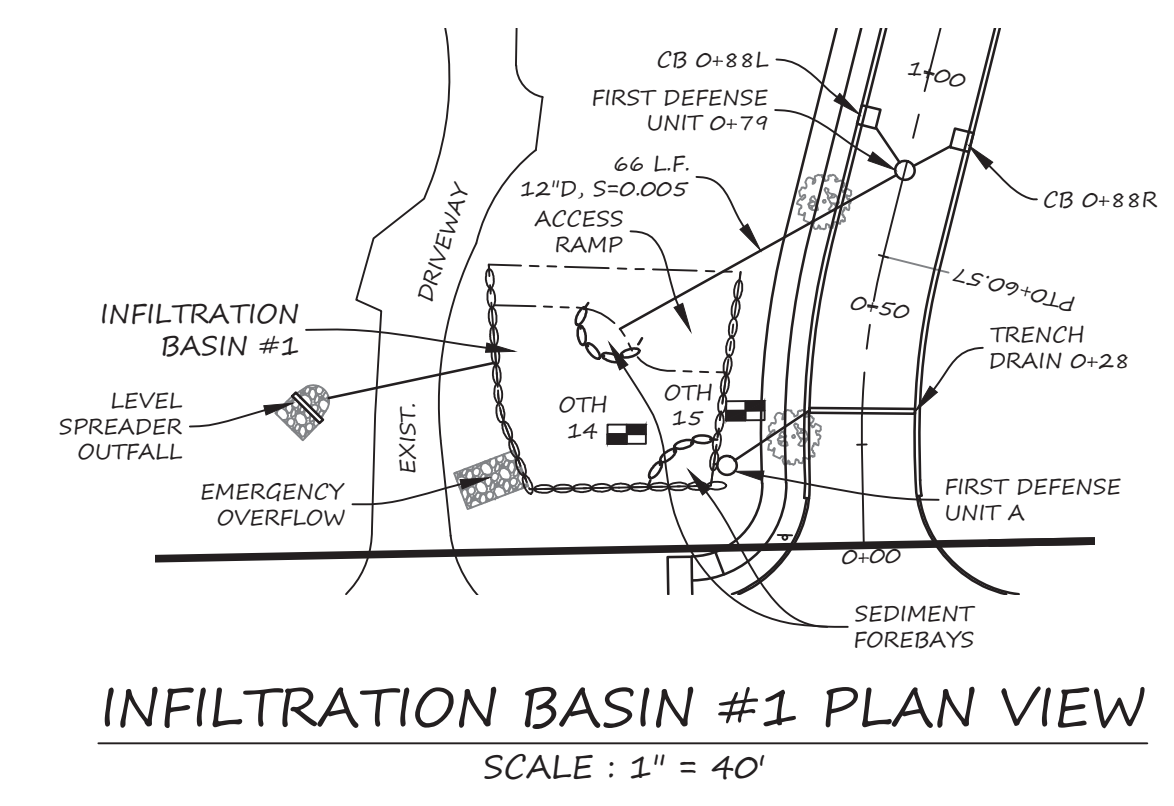 CB 0+88L
FIRST DEFENSE
UNIT 0+79
1+00
66 L.F.
12"D, S=0.005
ACCESS
RAMP
CB 0+88R
DRIVEWAY
EXIST.
PT0+60.57
0+50
INFILTRATION
BASIN #1
TRENCH
DRAIN 0+28
LEVEL
SPREADER
OUTFALL
OTH
14
OTH
15
EMERGENCY
OVERFLOW
FIRST DEFENSE
UNIT A
0+00
SEDIMENT
FOREBAYS
INFILTRATION BASIN #1 PLAN VIEW
SCALE : 1" = 40'